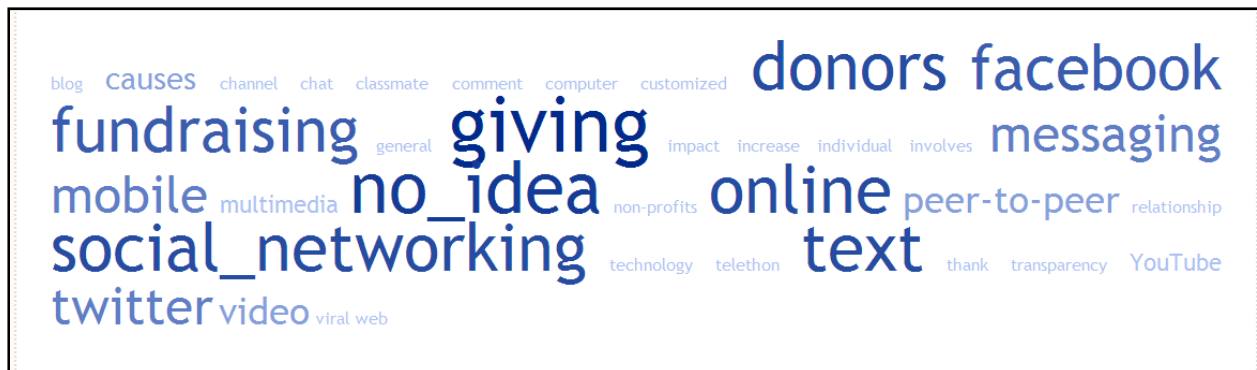 blog causes channel chat classmate comment computer customized donors facebook
fundraising general giving impact increase individual involves messaging
mobile multimedia no_idea non-profits online peer-to-peer relationship
social_networking technology telethon text thank transparency YouTube
twitter video viral web